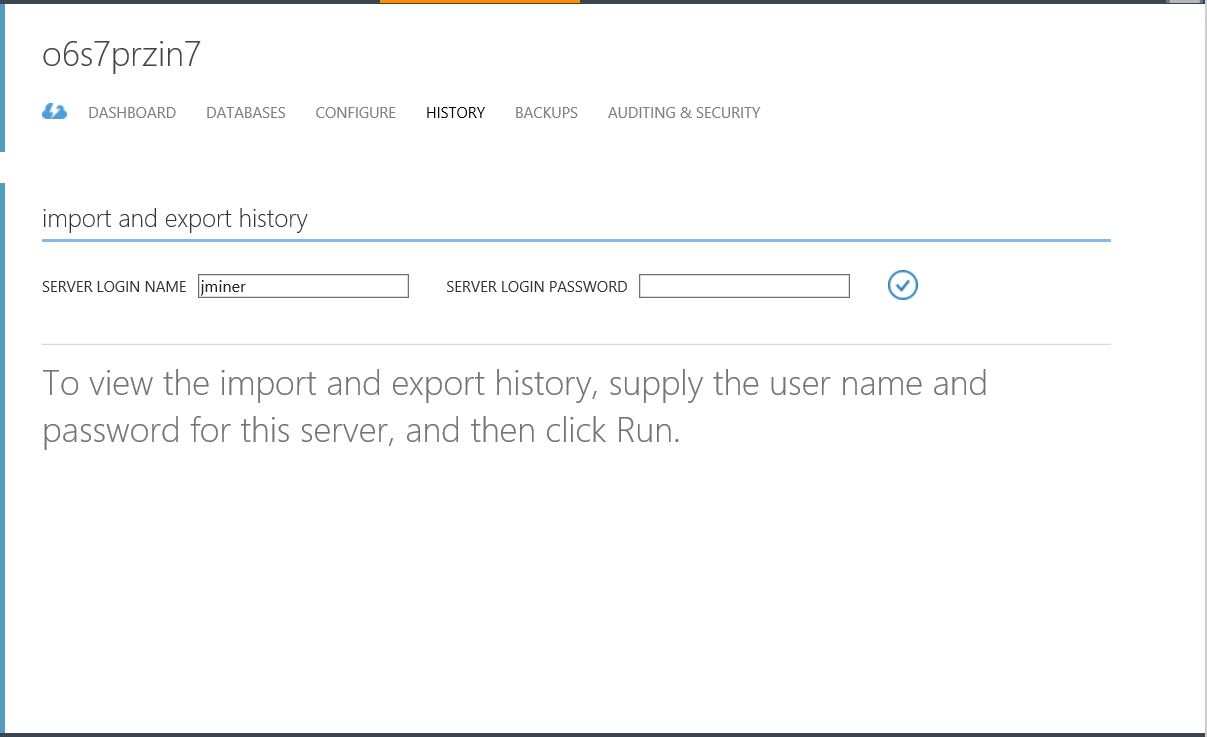 o6s7przin7
DASHBOARD DATABASES CONFIGURE HISTORY BACKUPS AUDITING & SECURITY
import and export history
SERVER LOGIN NAME jminer SERVER LOGIN PASSWORD
To view the import and export history, supply the user name and
password for this server, and then click Run.